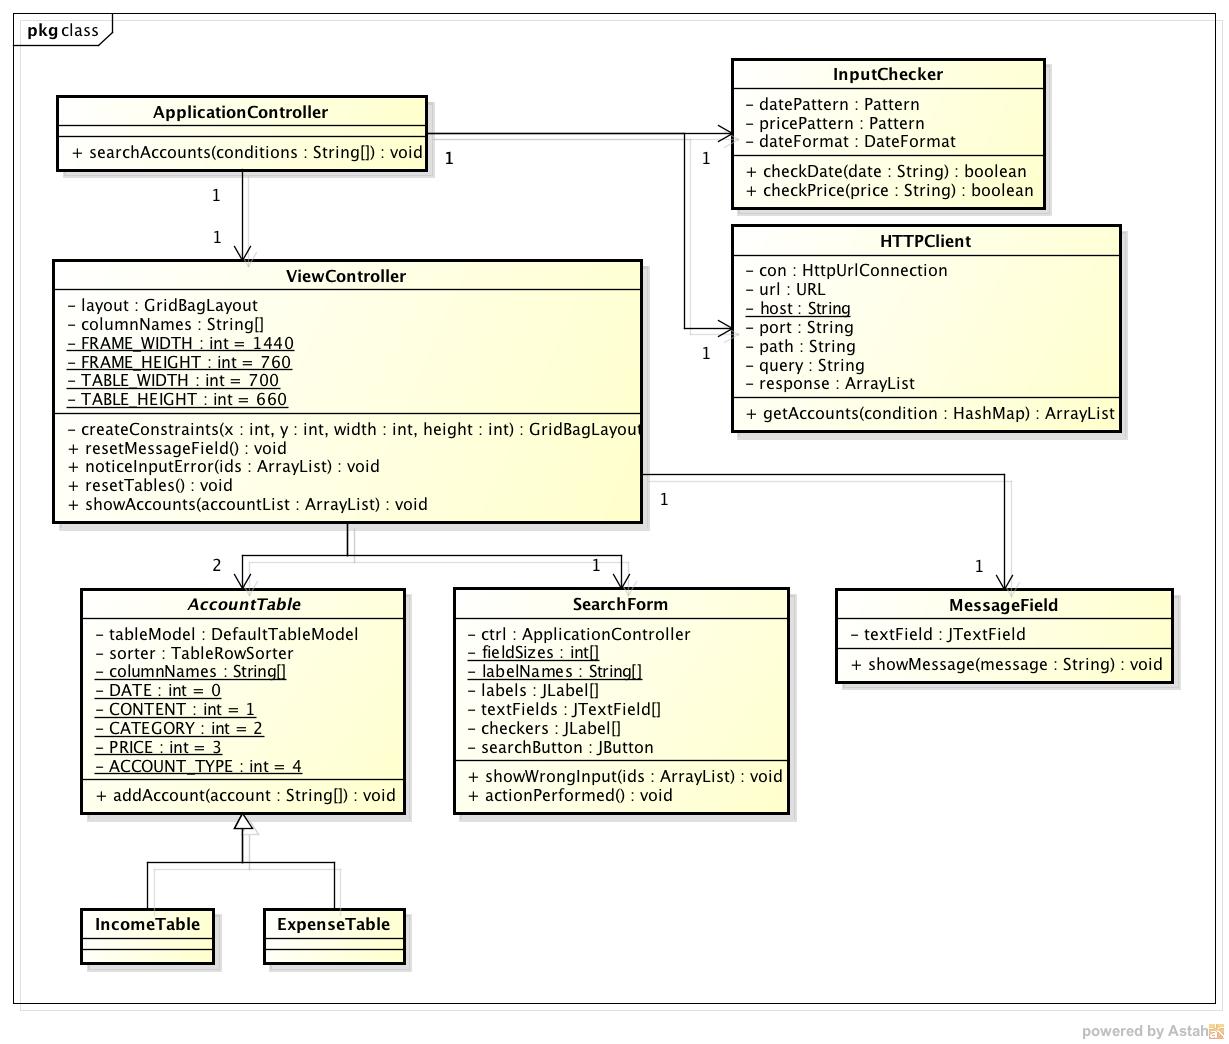 pkg class
ApplicationController
+ searchAccounts(conditions : String[]) : void
1
1
1
1
1
InputChecker
- datePattern : Pattern
- pricePattern : Pattern
- dateFormat : DateFormat
+ checkDate(date : String) : boolean
+ checkPrice(price : String) : boolean
HTTPClient
- con : HttpUrlConnection
- url : URL
- host : String
- port : String
- path : String
- query : String
- response : ArrayList
+ getAccounts(condition : HashMap) : ArrayList
ViewController
- layout : GridBagLayout
- columnNames : String[]
- FRAME_WIDTH : int = 1440
- FRAME_HEIGHT : int = 760
- TABLE_WIDTH : int = 700
- TABLE_HEIGHT : int = 660
- createConstraints(x : int, y : int, width : int, height : int) : GridBagLayout
+ resetMessageField() : void
+ noticeInputError(ids : ArrayList) : void
+ resetTables() : void
+ showAccounts(accountList : ArrayList) : void
1
2
1
1
AccountTable
- tableModel : DefaultTableModel
- sorter : TableRowSorter
- columnNames : String[]
- DATE : int = 0
- CONTENT : int = 1
- CATEGORY : int = 2
- PRICE : int = 3
- ACCOUNT_TYPE : int = 4
+ addAccount(account : String[]) : void
SearchForm
- ctrl : ApplicationController
- fieldSizes : int[]
- labelNames : String[]
- labels : JLabel[]
- textFields : JTextField[]
- checkers : JLabel[]
- searchButton : JButton
+ showWrongInput(ids : ArrayList) : void
+ actionPerformed() : void
MessageField
- textField : JTextField
+ showMessage(message : String) : void
IncomeTable
ExpenseTable
powered by Astah